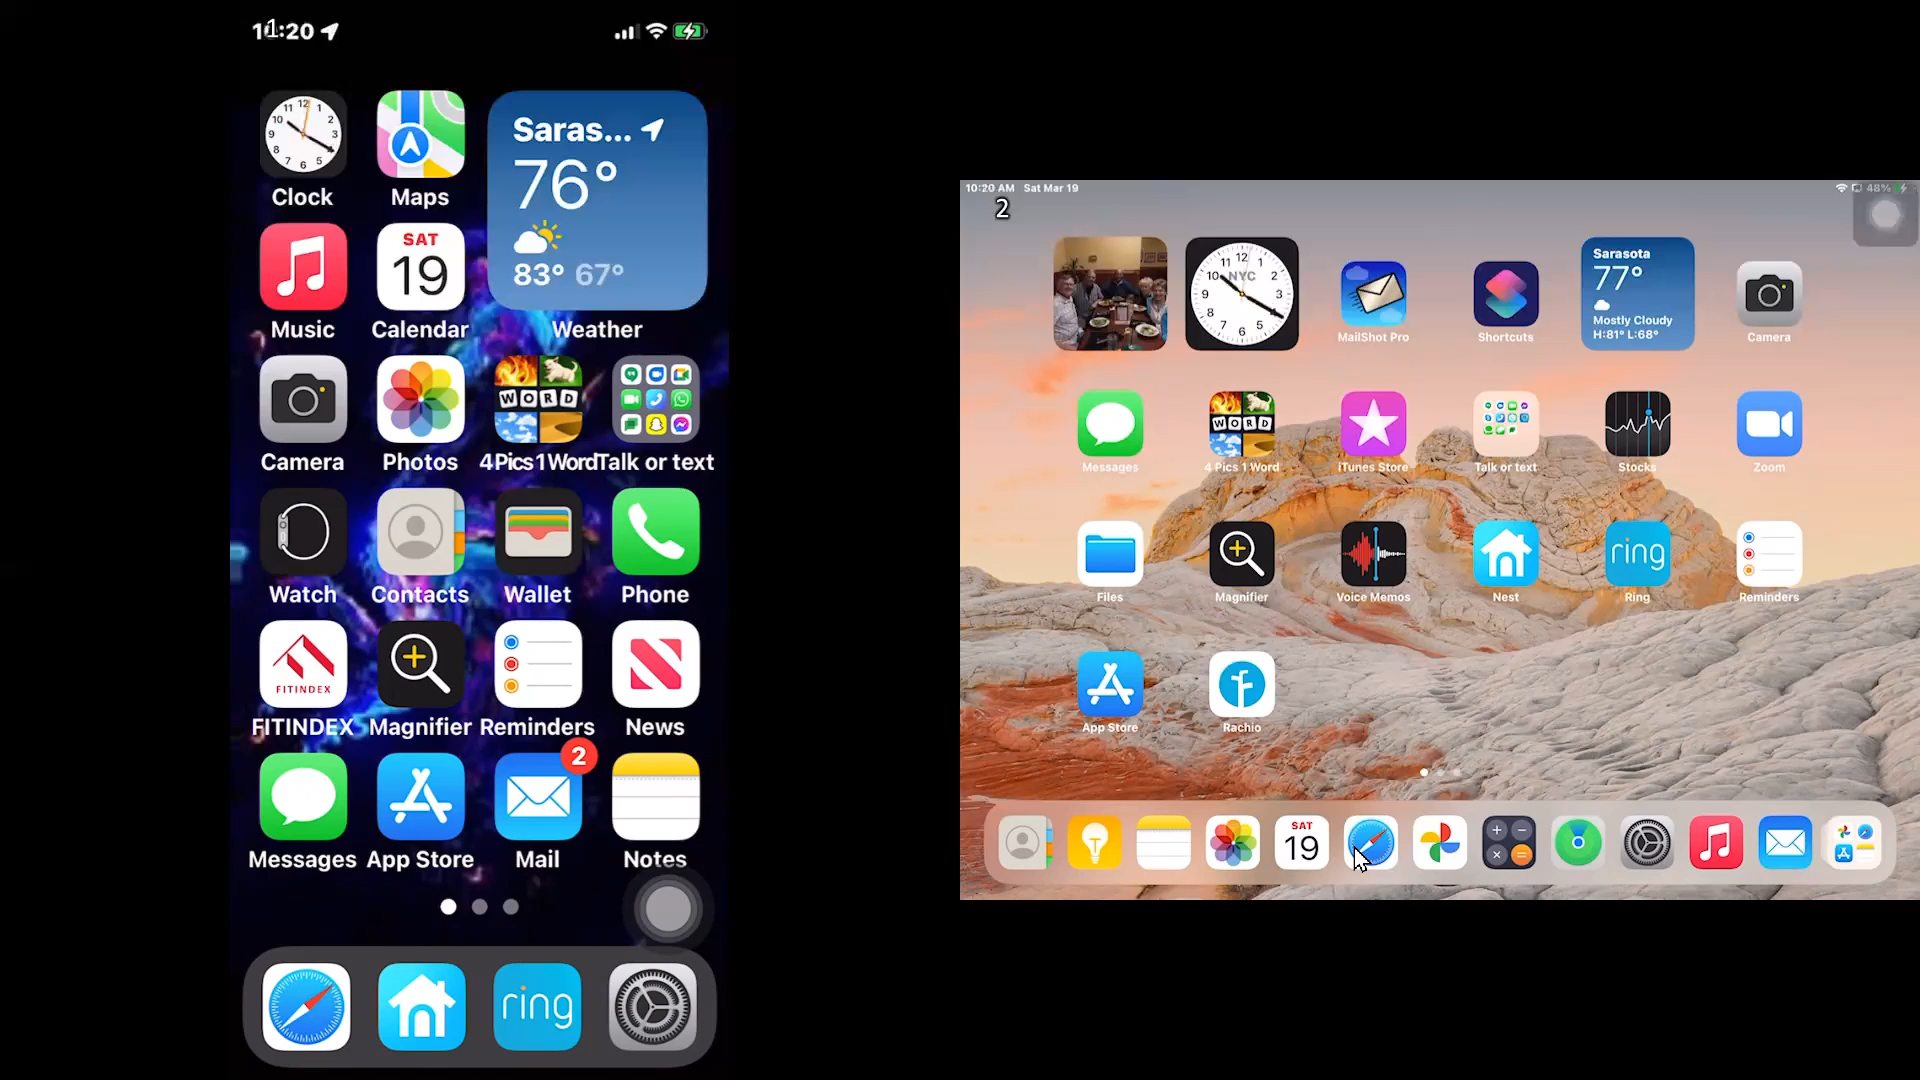 10:20
1
Saras...
76°
83° 67°
Clock
Maps
SAT
19
Music
Calendar
Weather
WORD
Camera
Photos
4Pics1Word
Talk or text
Watch
Contacts
Wallet
Phone
FITINDEX
FITINDEX
Magnifier
Reminders
News
2
Messages
App Store
Mail
Notes
ring
10:20 AM Sat Mar 19
48%
2
NYC
Sarasota
77°
Mostly Cloudy
H:81° L:68°
MailShot Pro
Shortcuts
Camera
WORD
Messages
4 Pics 1 Word
iTunes Store
Talk or text
Stocks
Zoom
ring
Files
Magnifier
Voice Memos
Nest
Ring
Reminders
App Store
Rachio
SAT
19